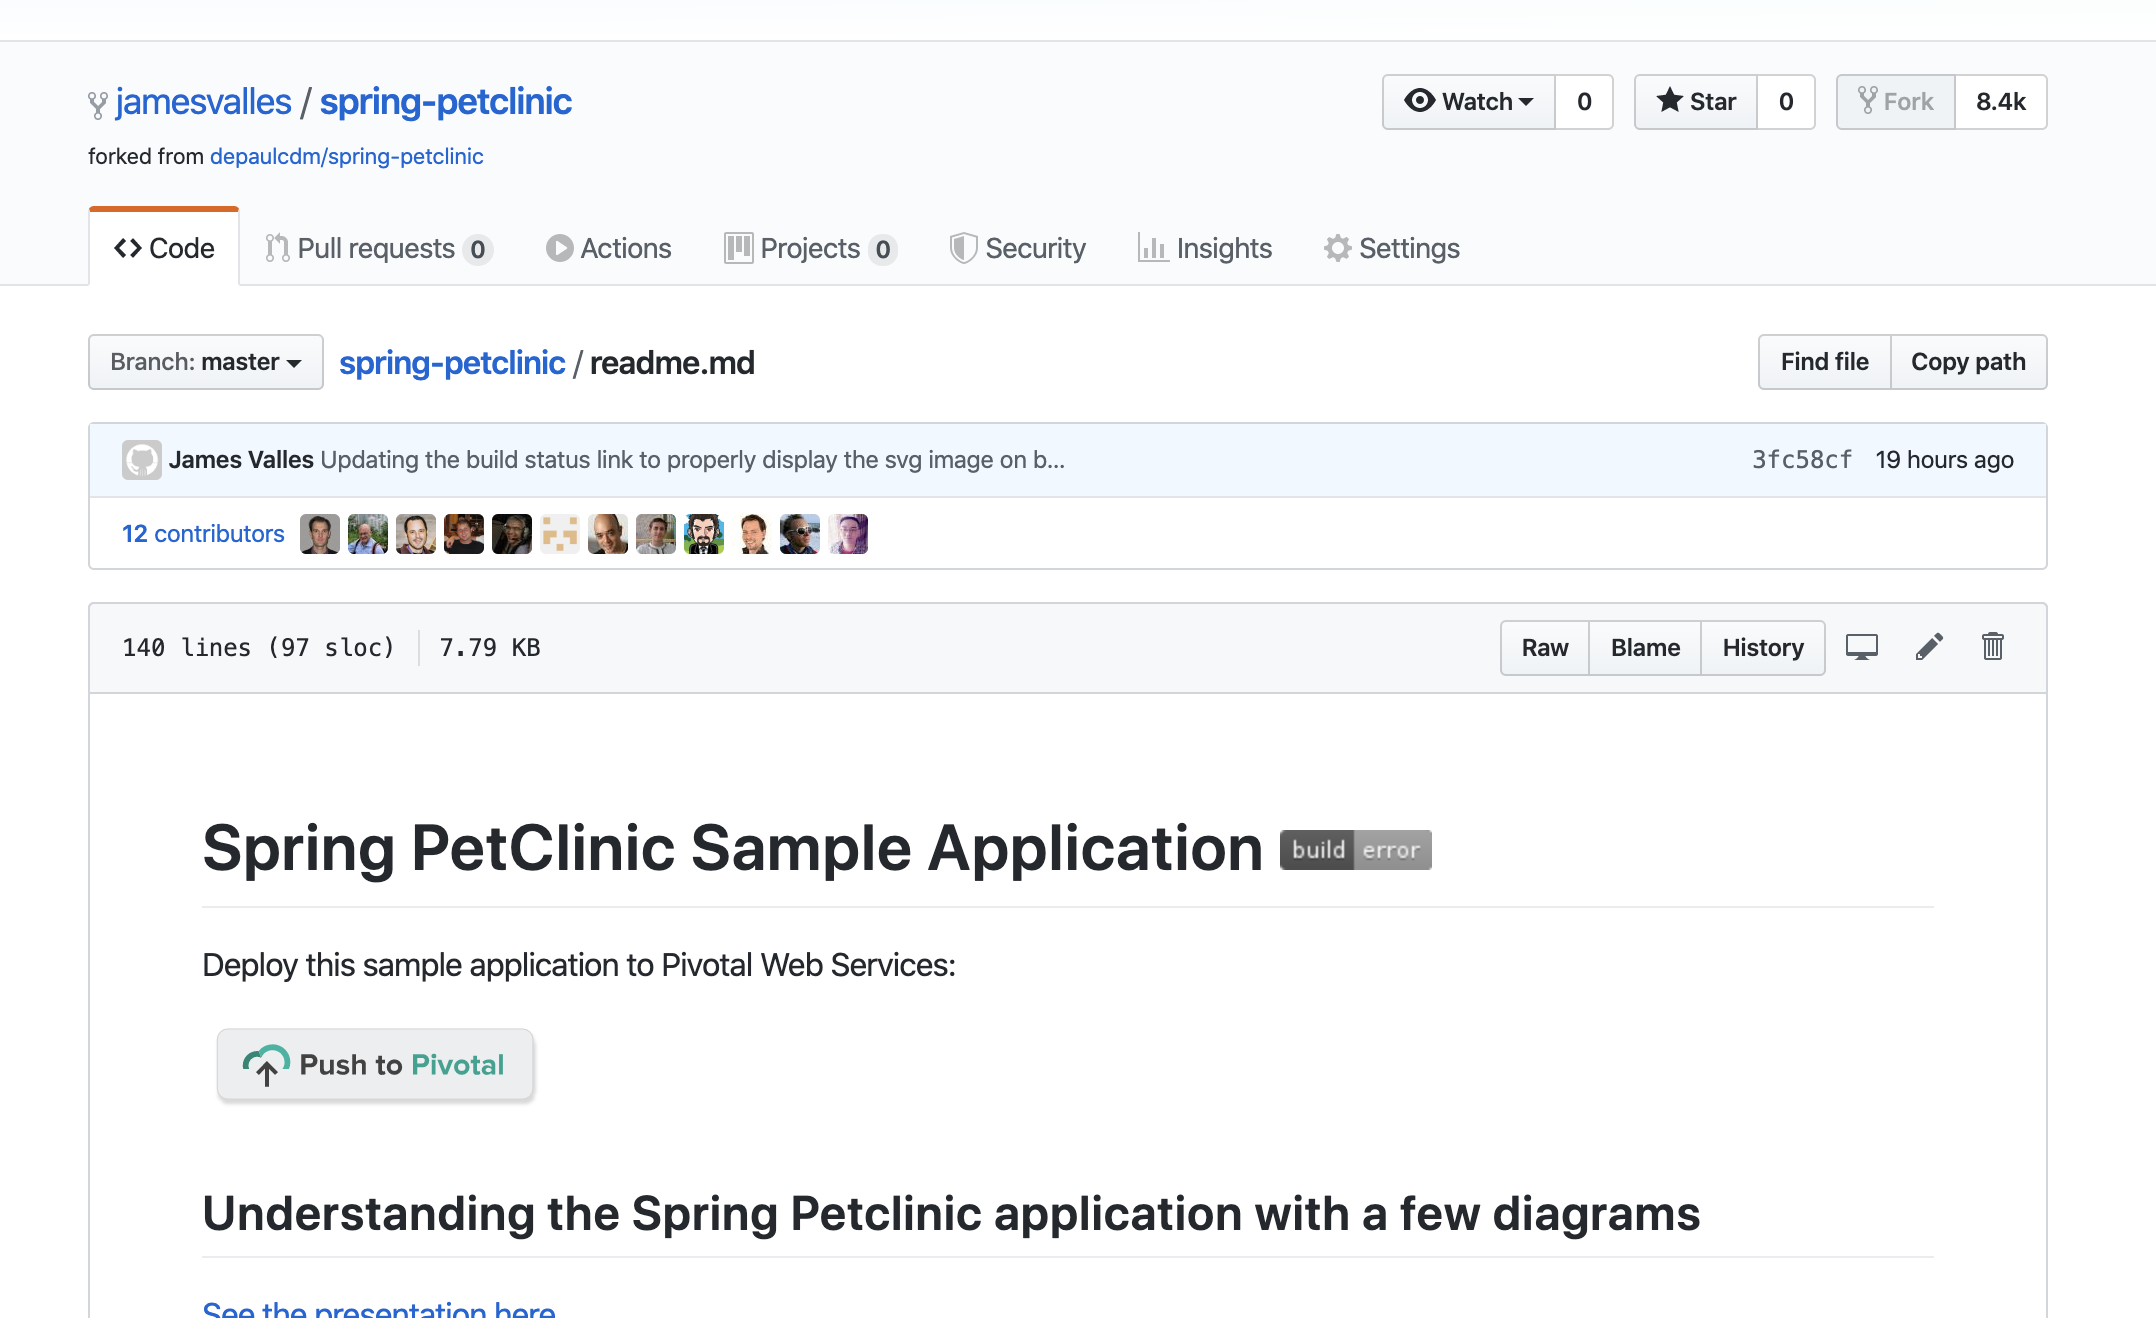 jamesvalles / spring-petclinic
Watch 0 Star 0 Fork 8.4k
forked from depaulcdm/spring-petclinic
Code Pull requests 0 Actions Projects 0 Security Insights Settings
Branch: master spring-petclinic / readme.md Find file Copy path
James Valles Updating the build status link to properly display the svg image on b... 3fc58cf 19 hours ago
12 contributors
140 lines (97 sloc) 7.79 KB Raw Blame History
Spring PetClinic Sample Application build error
Deploy this sample application to Pivotal Web Services:
Push to Pivotal
Understanding the Spring Petclinic application with a few diagrams
See the presentation here